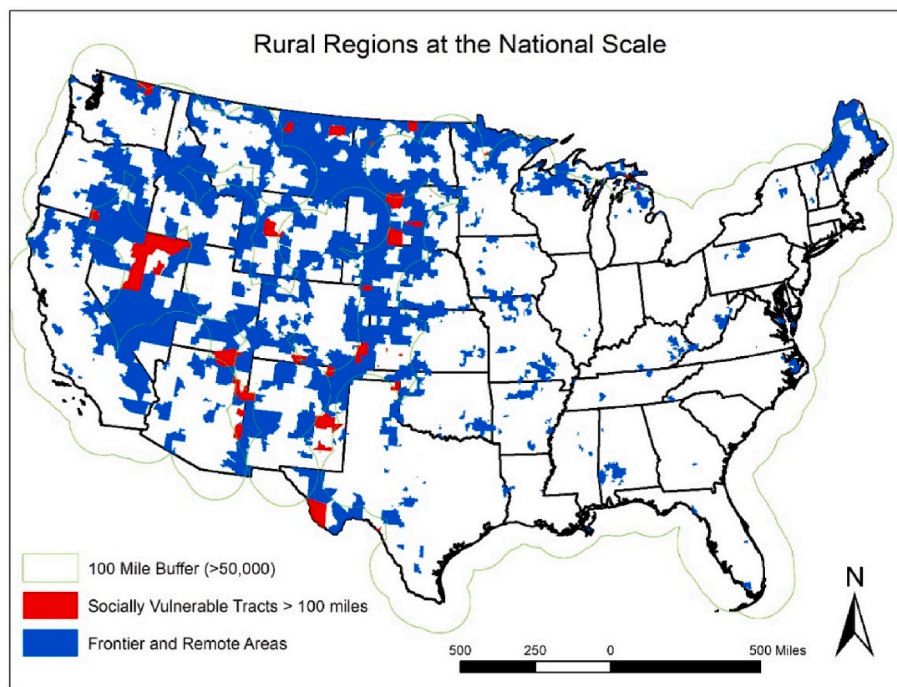 Rural Regions at the National Scale
100 Mile Buffer (>50,000)
Socially Vulnerable Tracts > 100 miles
Frontier and Remote Areas
N
500 250 0 500 Miles